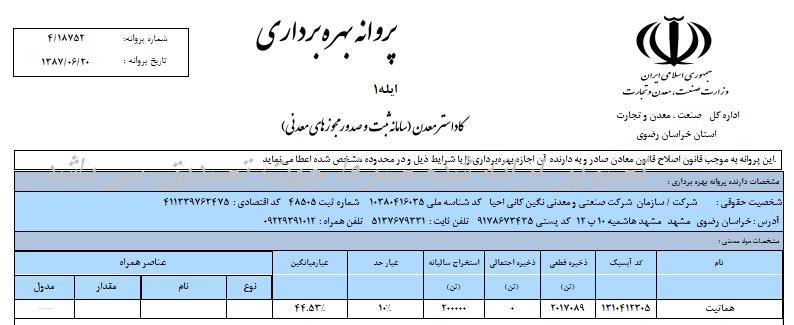 شماره پروانه: ۴/۱۸۷۵۲
تاریخ پروانه : ۱۳۸۷/۰۶/۲۰
پروانه بهره برداری
ایله۱
کاداستر معدن (سامانه ثبت و صدور مجوزهای معدنی)
جمهوری اسلامی ایران
وزارت صنعت، معدن و تجارت
اداره کل صنعت ، معدن و تجارت
استان خراسان رضوی
این پروانه به موجب قانون اصلاح قانون معادن صادر و به دارنده آن اجازه بهره‌برداری را با شرایط ذیل و در محدوده مشخص شده اعطا می‌نماید.
مشخصات دارنده پروانه بهره برداری :
شخصیت حقوقی : شرکت / سازمان شرکت صنعتی و معدنی نگین کانی احیا کد شناسه ملی ۱۰۳۸۰۴۱۶۰۳۵ شماره ثبت ۴۸۵۰۵ کد اقتصادی : ۴۱۱۳۳۹۷۶۳۴۷۵
آدرس : خراسان رضوی مشهد مشهد هاشمیه ۱۰ پ ۱۲ کد پستی ۹۱۷۸۶۷۳۴۳۵ تلفن ثابت : ۵۱۳۷۶۷۹۳۳۱ تلفن همراه : ۰۹۲۲۹۳۹۱۰۱۲
مشخصات مواد معدنی :
نام کد آیسیک ذخیره قطعی (تن) ذخیره احتمالی (تن) استخراج سالیانه (تن) عیار حد عیارمیانگین عناصر همراه
نوع نام مقدار مدول
هماتیت ۱۳۱۰۴۱۲۳۰۵ ۲۰۱۷۰۸۹ ۰ ۲۰۰۰۰۰ ۱۰٪ ۴۴.۵۳٪ ----